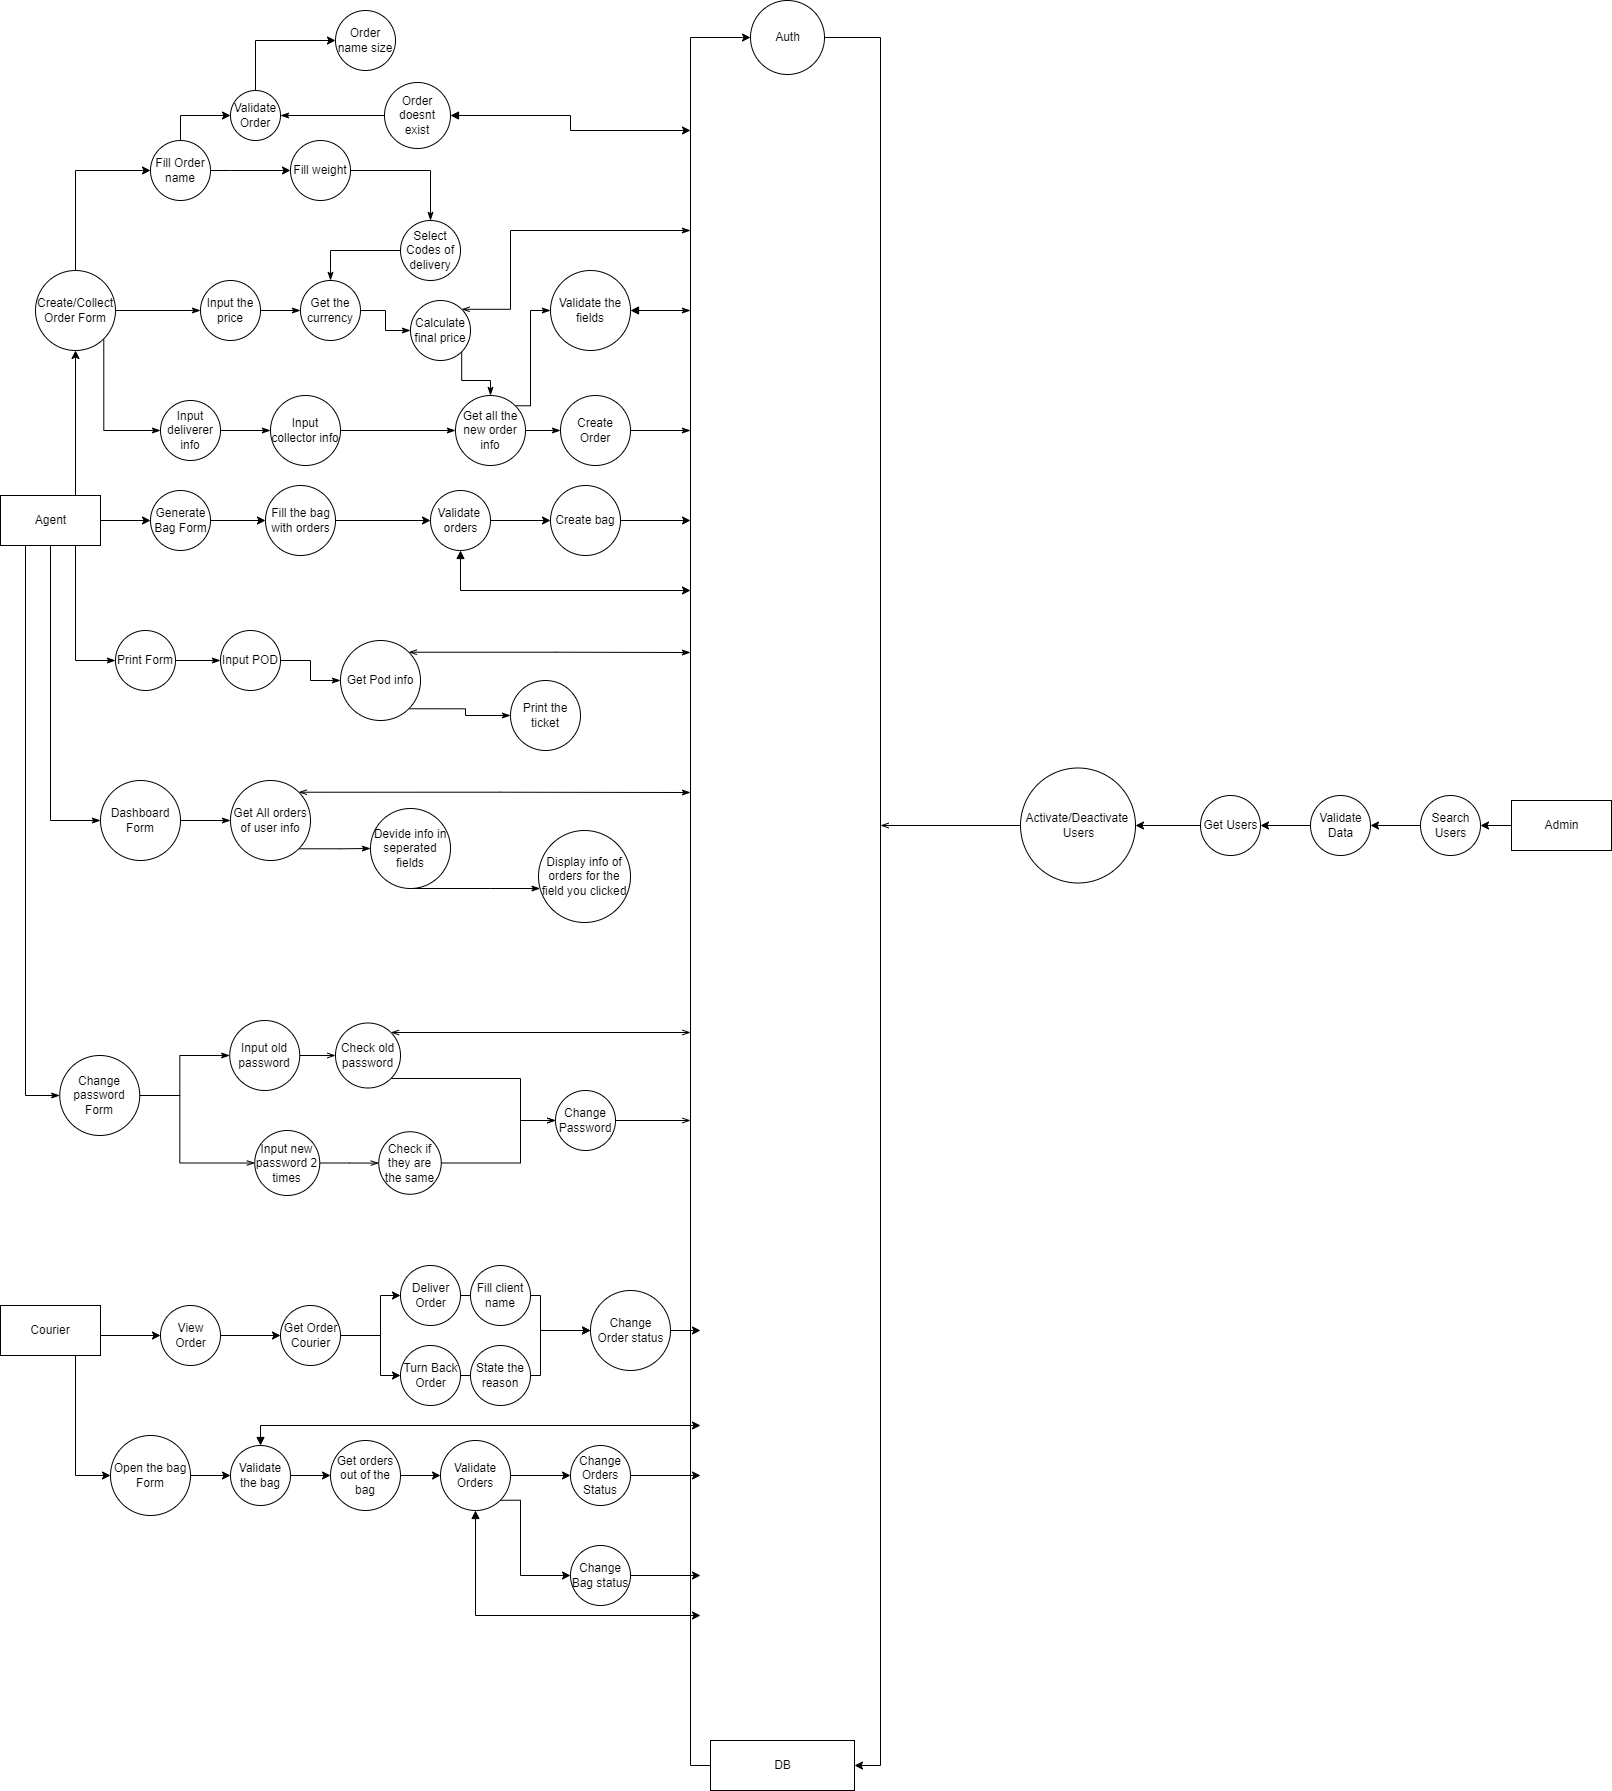 Order
name size
Auth
Validate
Order
Order
doesnt
exist
Fill Order
name
Fill weight
Select
Codes of
delivery
Create/Collect
Order Form
Input the
price
Get the
currency
Calculate
final price
Validate the
fields
Input
deliverer
info
Input
collector info
Get all the
new order
info
Create
Order
Agent
Generate
Bag Form
Fill the bag
with orders
Validate
orders
Create bag
Print Form
Input POD
Get Pod info
Print the
ticket
Dashboard
Form
Get All orders
of user info
Devide info in
seperated
fields
Display info of
orders for the
field you clicked
Activate/Deactivate
Users
Get Users
Validate
Data
Search
Users
Admin
Change
password
Form
Input old
password
Check old
password
Input new
password 2
times
Check if
they are
the same
Change
Password
Courier
View
Order
Get Order
Courier
Deliver
Order
Fill client
name
Turn Back
Order
State the
reason
Change
Order status
Open the bag
Form
Validate
the bag
Get orders
out of the
bag
Validate
Orders
Change
Orders
Status
Change
Bag status
DB